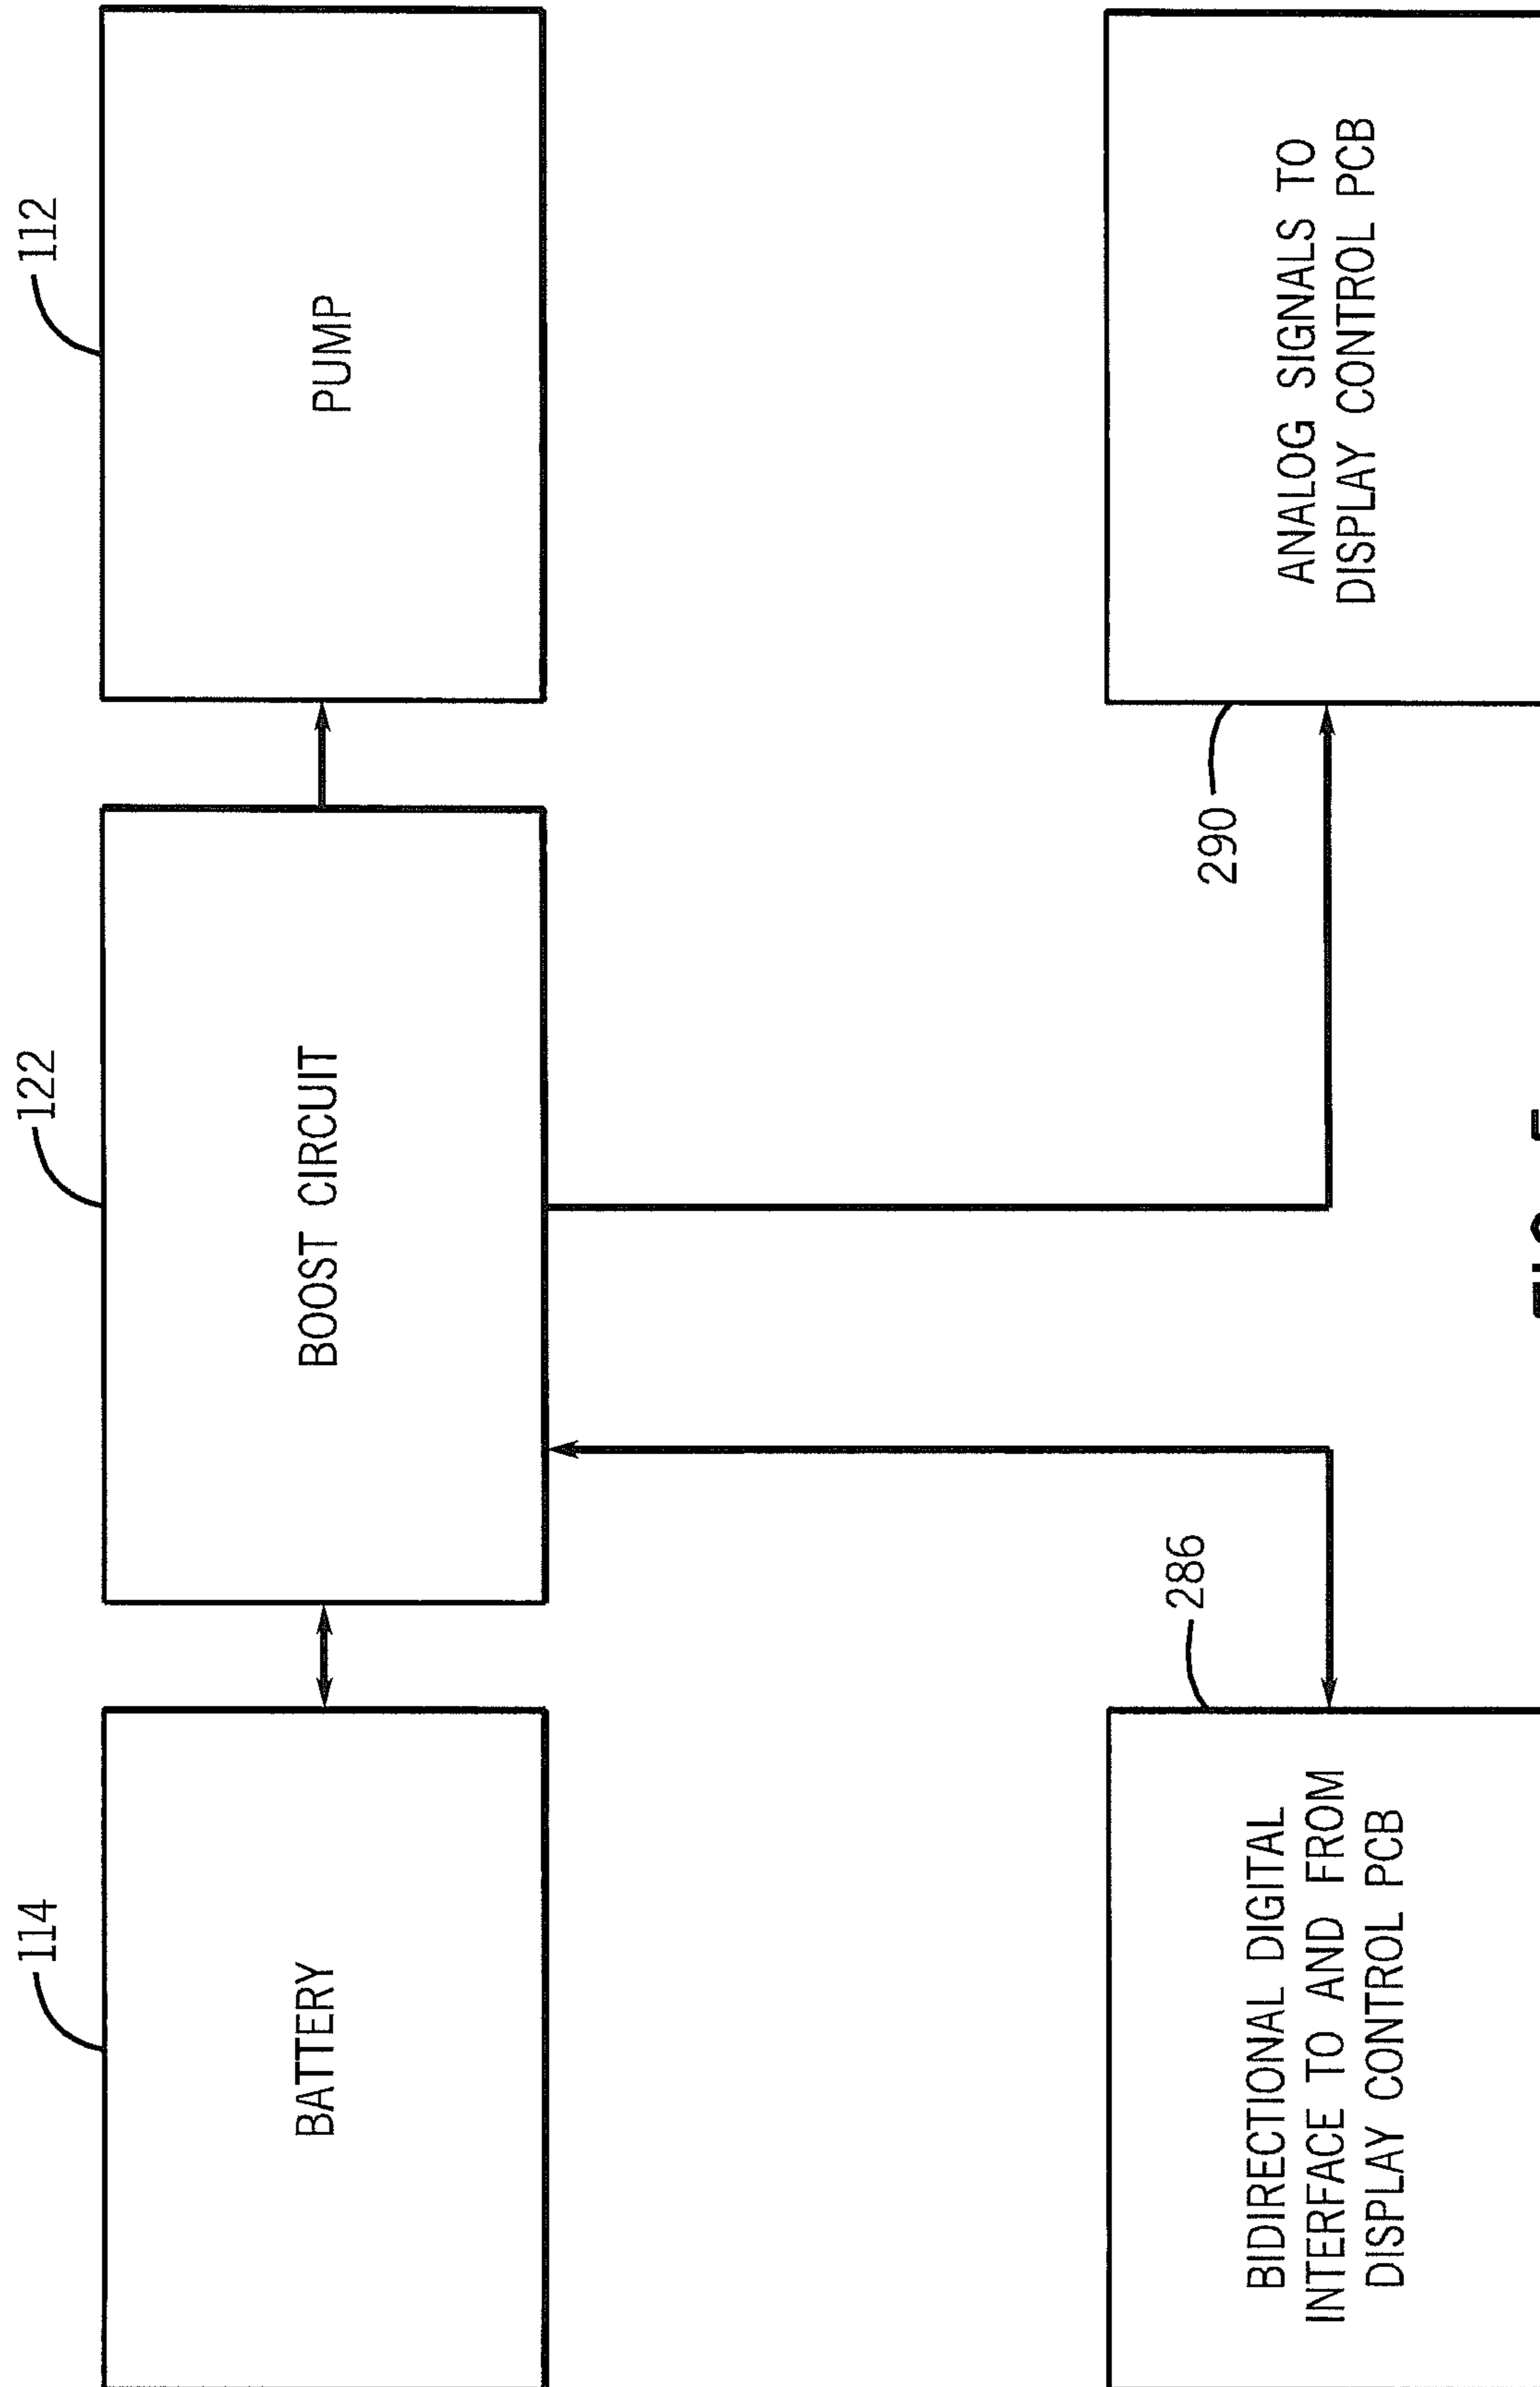 114
122
112
BATTERY
BOOST CIRCUIT
PUMP
286
290
BIDIRECTIONAL DIGITAL
INTERFACE TO AND FROM
DISPLAY CONTROL PCB
ANALOG SIGNALS TO
DISPLAY CONTROL PCB